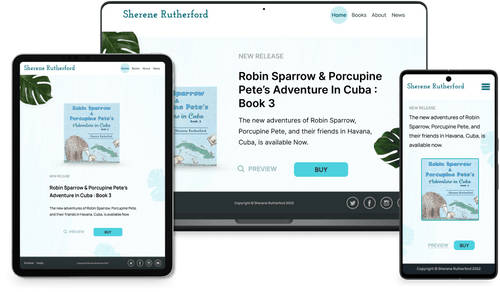 Sherene Rutherford
Home Books About News
NEW RELEASE
Robin Sparrow & Porcupine
Pete's Adventure In Cuba :
Book 3
The new adventures of Robin Sparrow,
Porcupine Pete, and their friends in Havana,
Cuba, is available Now.
PREVIEW
BUY
Copyright © Sherene Rutherford 2022
Sherene Rutherford
Home Books About News
Robin Sparrow
&
Porcupine Pete's
Adventure in Cuba
Book 3
Sherene Rutherford
NEW RELEASE
Robin Sparrow & Porcupine Pete's
Adventure In Cuba : Book 3
The new adventures of Robin Sparrow, Porcupine Pete,
and their friends in Havana, Cuba, is available Now
PREVIEW
BUY
Sherene Rutherford
NEW RELEASE
The new adventures of
Robin Sparrow, Porcupine
Pete, and their friends in
Havana, Cuba, is
available Now.
Robin Sparrow
&
Porcupine Pete's
Adventure in Cuba
Book 3
Sherene Rutherford
PREVIEW
BUY
Copyright © Sherene Rutherford 2022